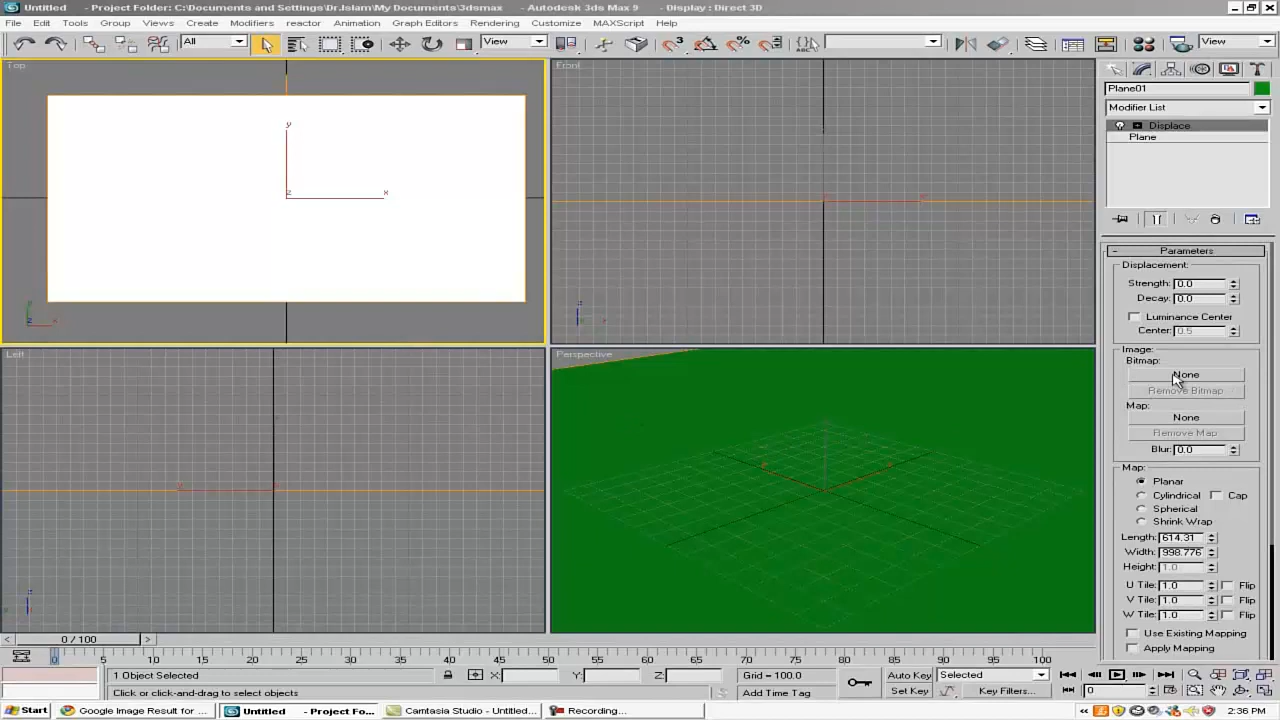 Untitled - Project Folder: C:\Documents and Settings\Dr.Islam\My Documents\3dsmax - Autodesk 3ds Max 9 - Display : Direct 3D
File Edit Tools Group Views Create Modifiers reactor Animation Graph Editors Rendering Customize MAXScript Help
All View View
Top
Front
Left
Perspective
y
z x
Plane01
Modifier List
Displace
Plane
Parameters
Displacement:
Strength: 0.0
Decay: 0.0
Luminance Center
Center: 0.5
Image:
Bitmap:
None
Remove Bitmap
Map:
None
Remove Map
Blur: 0.0
Map:
Planar
Cylindrical Cap
Spherical
Shrink Wrap
Length: 614.31
Width: 998.776
Height: 1.0
U Tile: 1.0 Flip
V Tile: 1.0 Flip
W Tile: 1.0 Flip
Use Existing Mapping
Apply Mapping
< 0 / 100 >
0 5 10 15 20 25 30 35 40 45 50 55 60 65 70 75 80 85 90 95 100
1 Object Selected X: Y: Z: Grid = 100.0 Auto Key Selected
Click or click-and-drag to select objects Add Time Tag Set Key Key Filters... 0
Start Google Image Result for ... Untitled - Project Fo... Camtasia Studio - Untitled... Recording... 2:36 PM